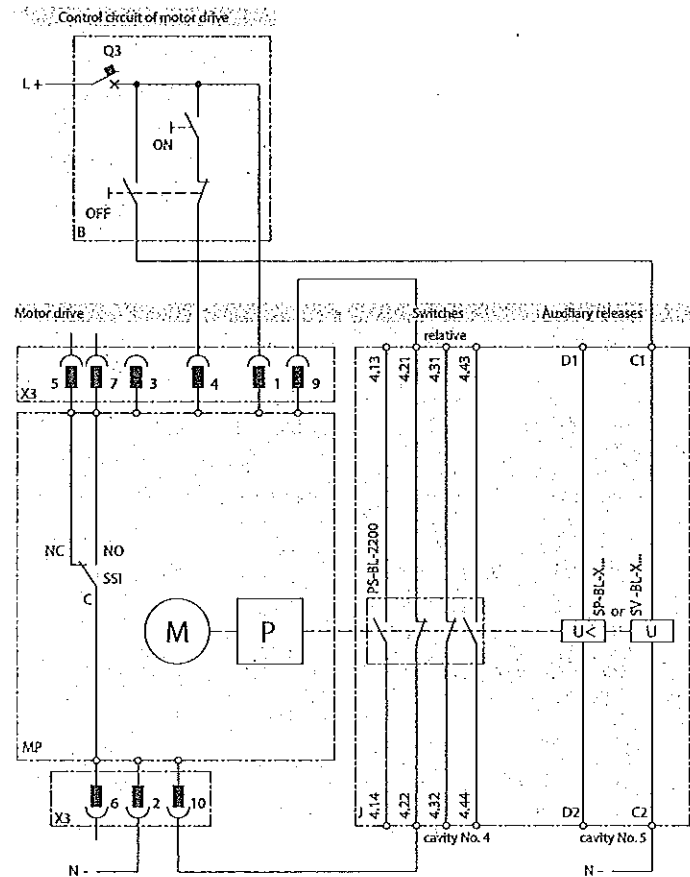 Control circuit of motor drive
Q3
L +
ON
OFF
B
Motor drive
Switches
Auxiliary releases
relative
5
7
3
4
1
9
X3
4.13
4.21
4.31
4.43
D1
C1
NC
NO
SSI
C
PS-BL-2200
SP-BL-X...
or
SV -BL-X...
M
P
U<
U
MP
X3
6
2
10
J
4.14
4.22
4.32
4.44
D2
C2
cavity No. 4
cavity No. 5
N -
N -